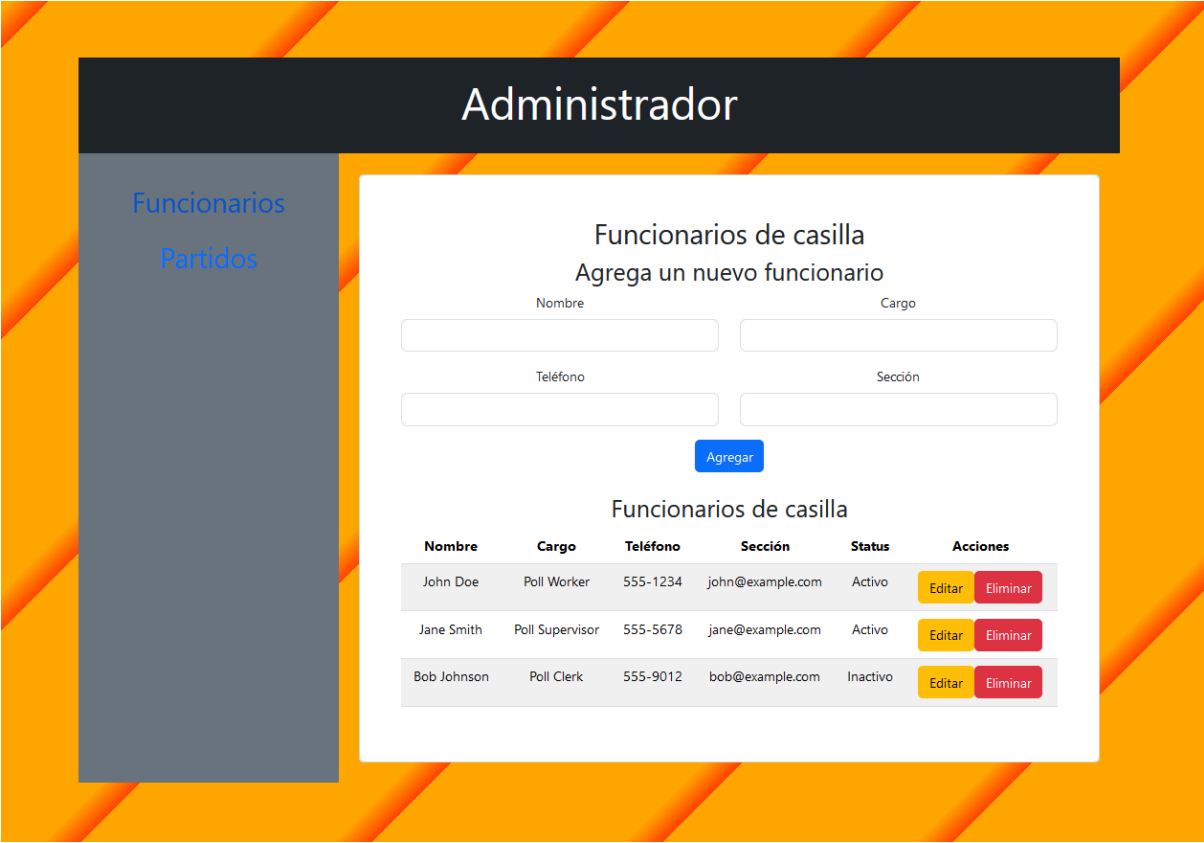 Administrador
Funcionarios
Partidos
Funcionarios de casilla
Agrega un nuevo funcionario
Nombre Cargo
Teléfono Sección
Agregar
Funcionarios de casilla
Nombre Cargo Teléfono Sección Status Acciones
John Doe Poll Worker 555-1234 john@example.com Activo Editar Eliminar
Jane Smith Poll Supervisor 555-5678 jane@example.com Activo Editar Eliminar
Bob Johnson Poll Clerk 555-9012 bob@example.com Inactivo Editar Eliminar